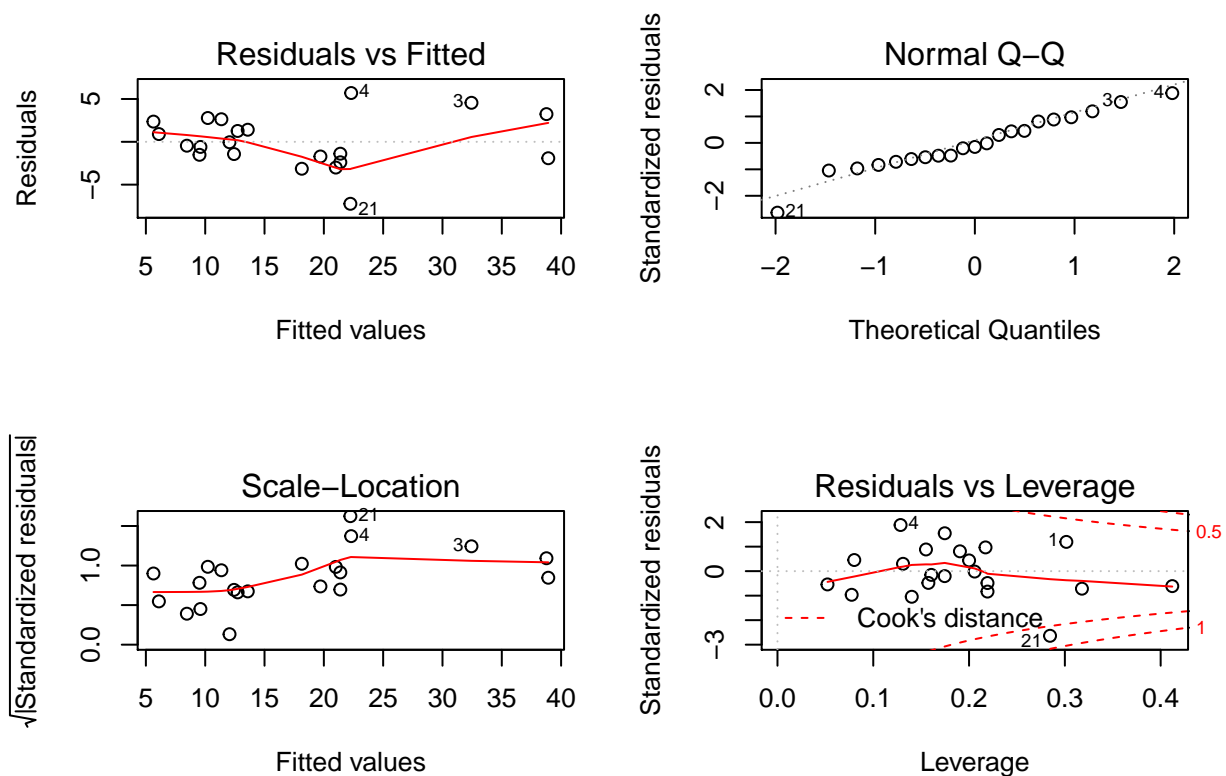 Residuals vs Fitted
Residuals
5
−5
4
3
21
5 10 15 20 25 30 35 40
Fitted values
Normal Q−Q
Standardized residuals
2
0
−2
3
4
21
−2 −1 0 1 2
Theoretical Quantiles
Scale−Location
√|Standardized residuals|
1.0
0.0
21
4
3
5 10 15 20 25 30 35 40
Fitted values
Residuals vs Leverage
Standardized residuals
2
0
−3
4
1
0.5
Cook's distance
21
1
0.0 0.1 0.2 0.3 0.4
Leverage